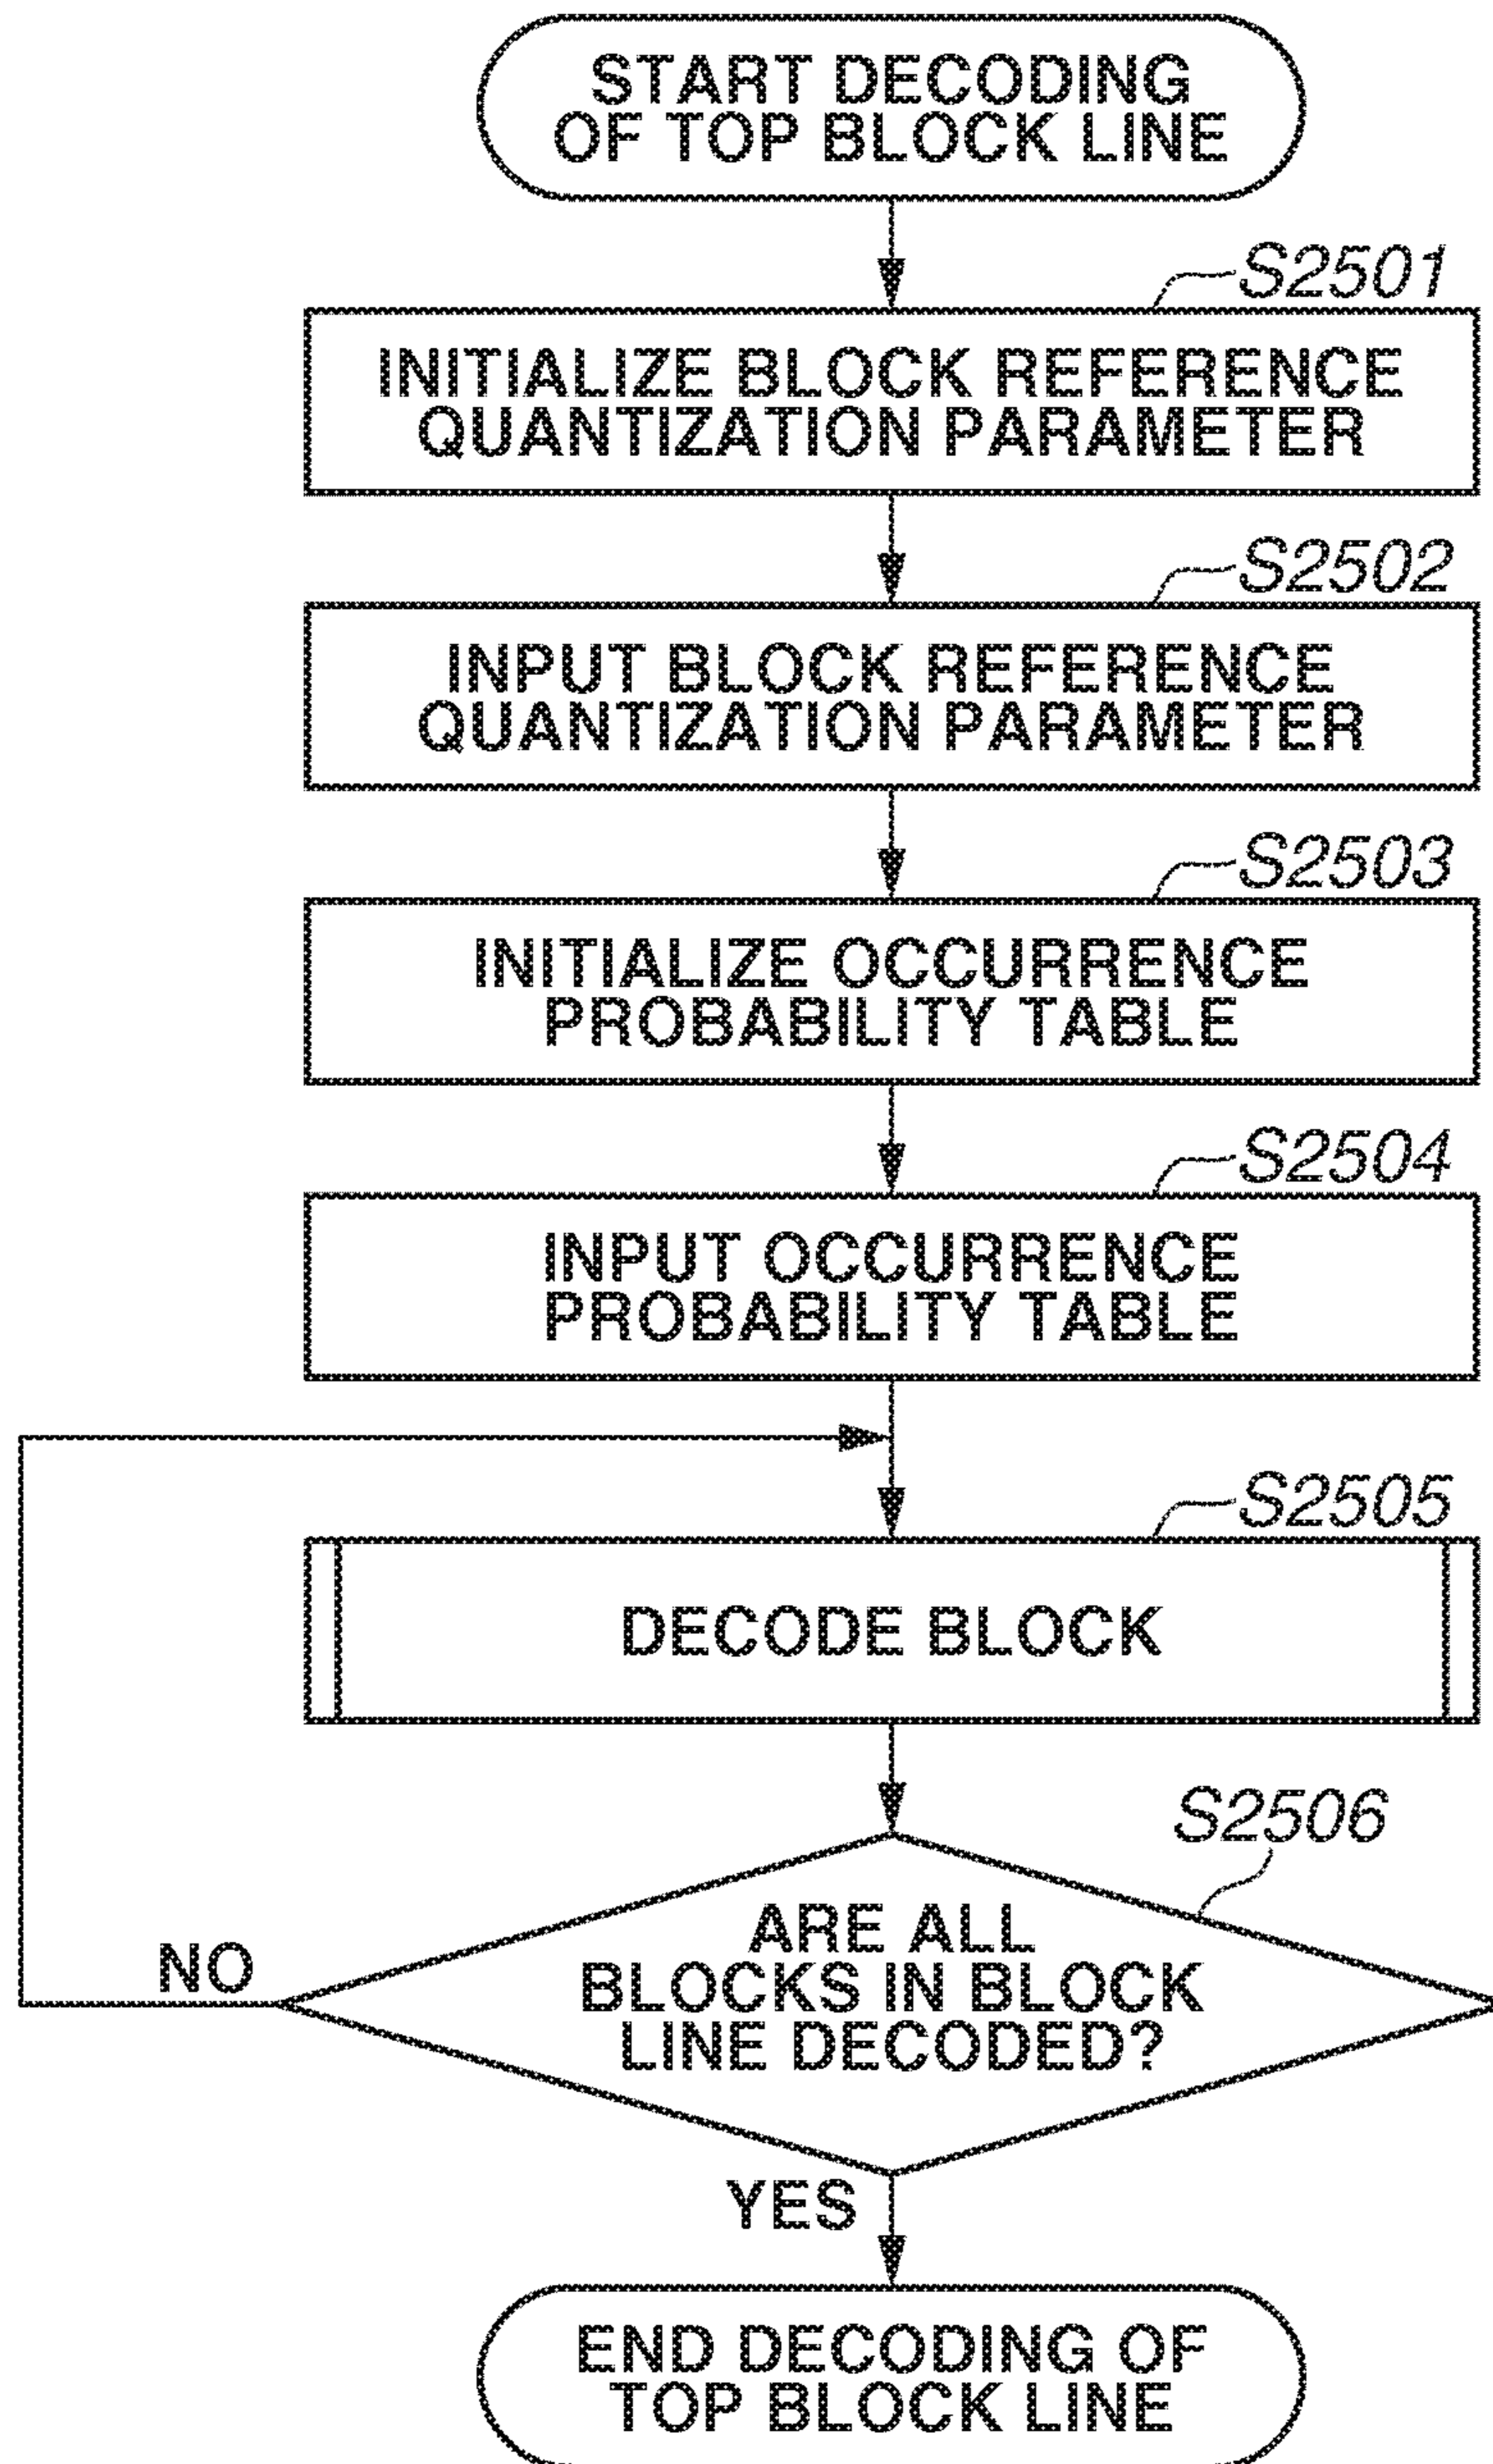 START DECODING
OF TOP BLOCK LINE
S2501
INITIALIZE BLOCK REFERENCE
QUANTIZATION PARAMETER
S2502
INPUT BLOCK REFERENCE
QUANTIZATION PARAMETER
S2503
INITIALIZE OCCURRENCE
PROBABILITY TABLE
S2504
INPUT OCCURRENCE
PROBABILITY TABLE
S2505
DECODE BLOCK
S2506
ARE ALL
BLOCKS IN BLOCK
LINE DECODED?
NO
YES
END DECODING OF
TOP BLOCK LINE